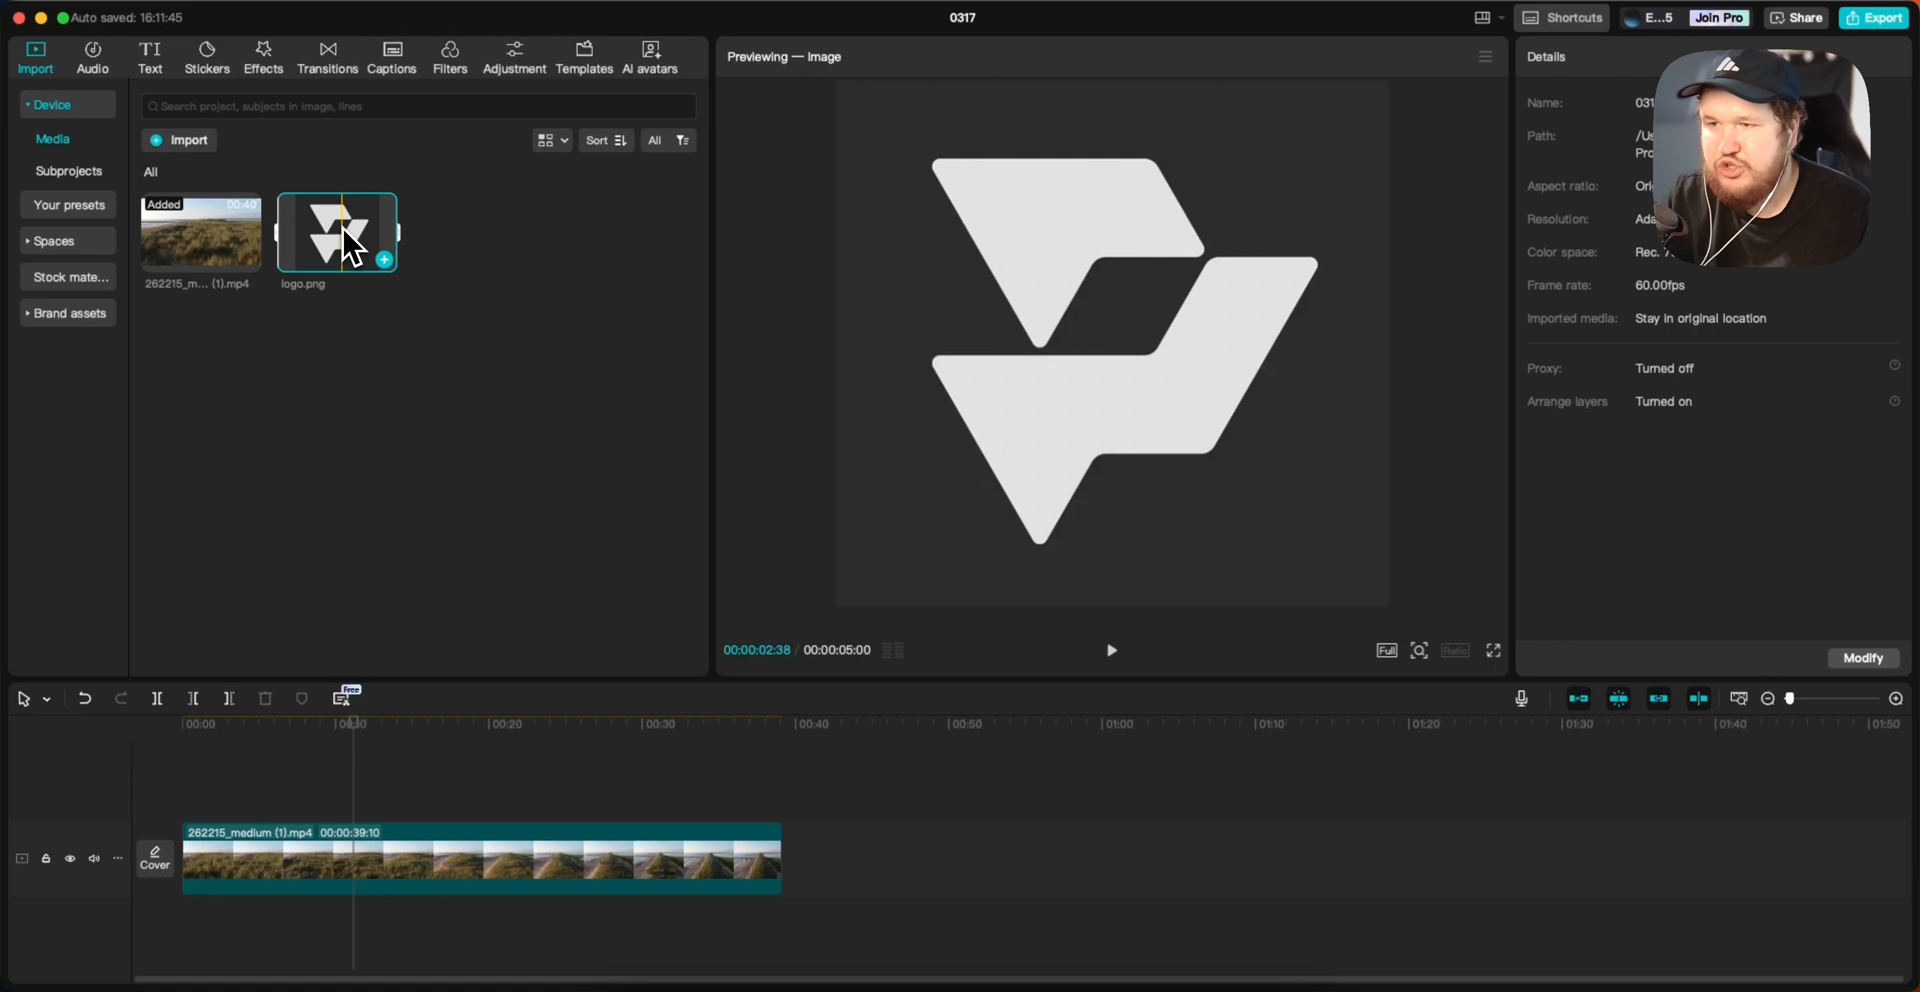 Auto saved: 16:11:45
0317
Shortcuts
E...5
Join Pro
Share
Export
Import
Audio
Text
Stickers
Effects
Transitions
Captions
Filters
Adjustment
Templates
AI avatars
Device
Media
Subprojects
Your presets
Spaces
Stock mate...
Brand assets
Search project, subjects in image, lines
Import
Sort
All
All
Added 00:40
262215_m... (1).mp4
logo.png
Previewing — Image
00:00:02:38 / 00:00:05:00
Full
Ratio
Details
Name:
Path:
Aspect ratio:
Resolution:
Color space: Rec.
Frame rate: 60.00fps
Imported media: Stay in original location
Proxy: Turned off
Arrange layers Turned on
Modify
Free
00:00 00:20 00:30 00:40 00:50 01:00 01:10 01:20 01:30 01:40 01:50
262215_medium (1).mp4 00:00:39:10
Cover